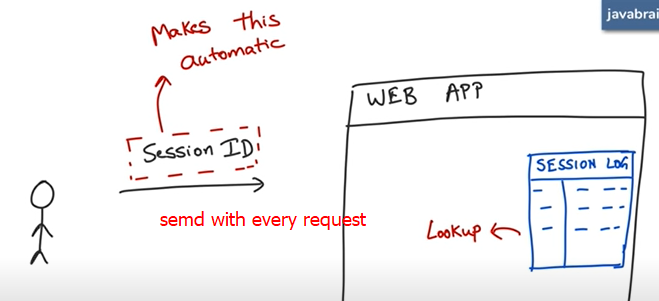 javabrai
Makes this
automatic
WEB APP
Session ID
SESSION LOG
semd with every request
Lookup